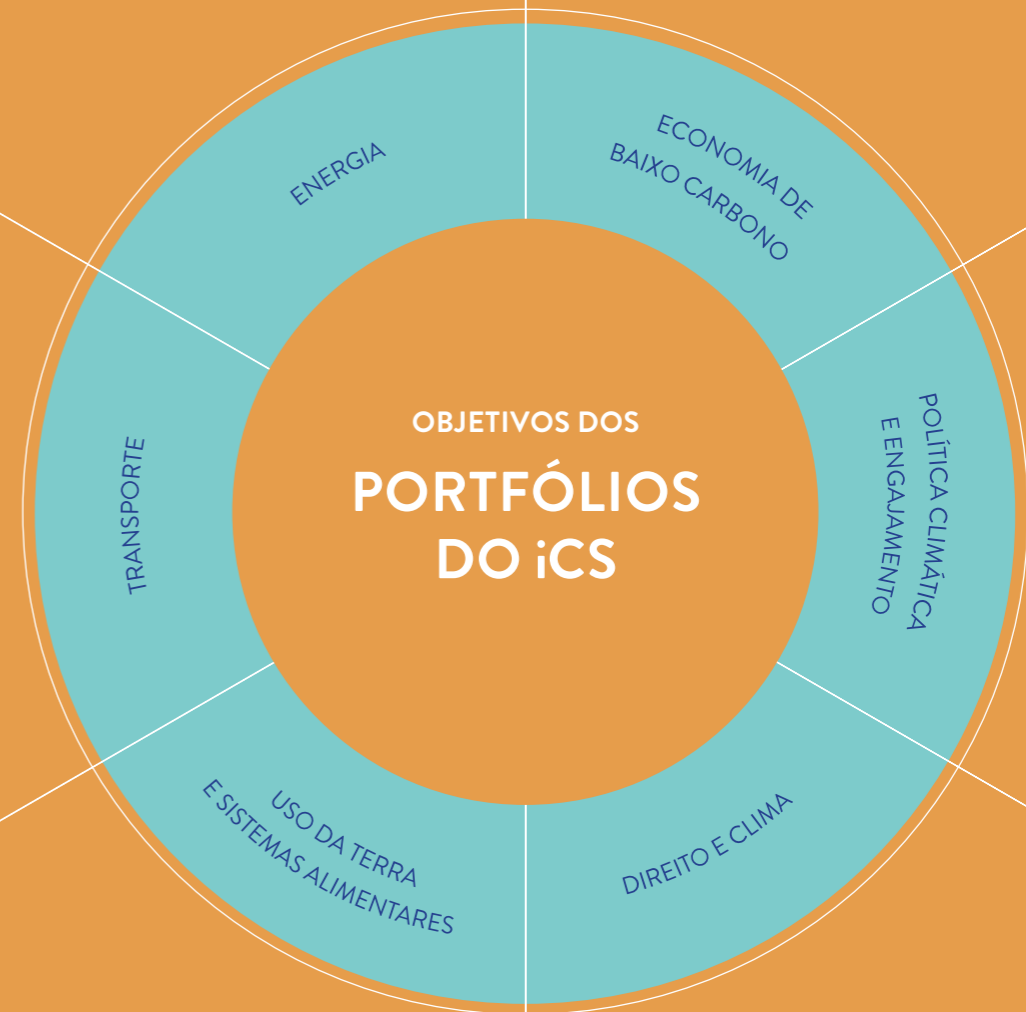 OBJETIVOS DOS
PORTFÓLIOS
DO iCS
ECONOMIA DE
BAIXO CARBONO
POLÍTICA CLIMÁTICA
E ENGAJAMENTO
DIREITO E CLIMA
USO DA TERRA
E SISTEMAS ALIMENTARES
TRANSPORTE
ENERGIA